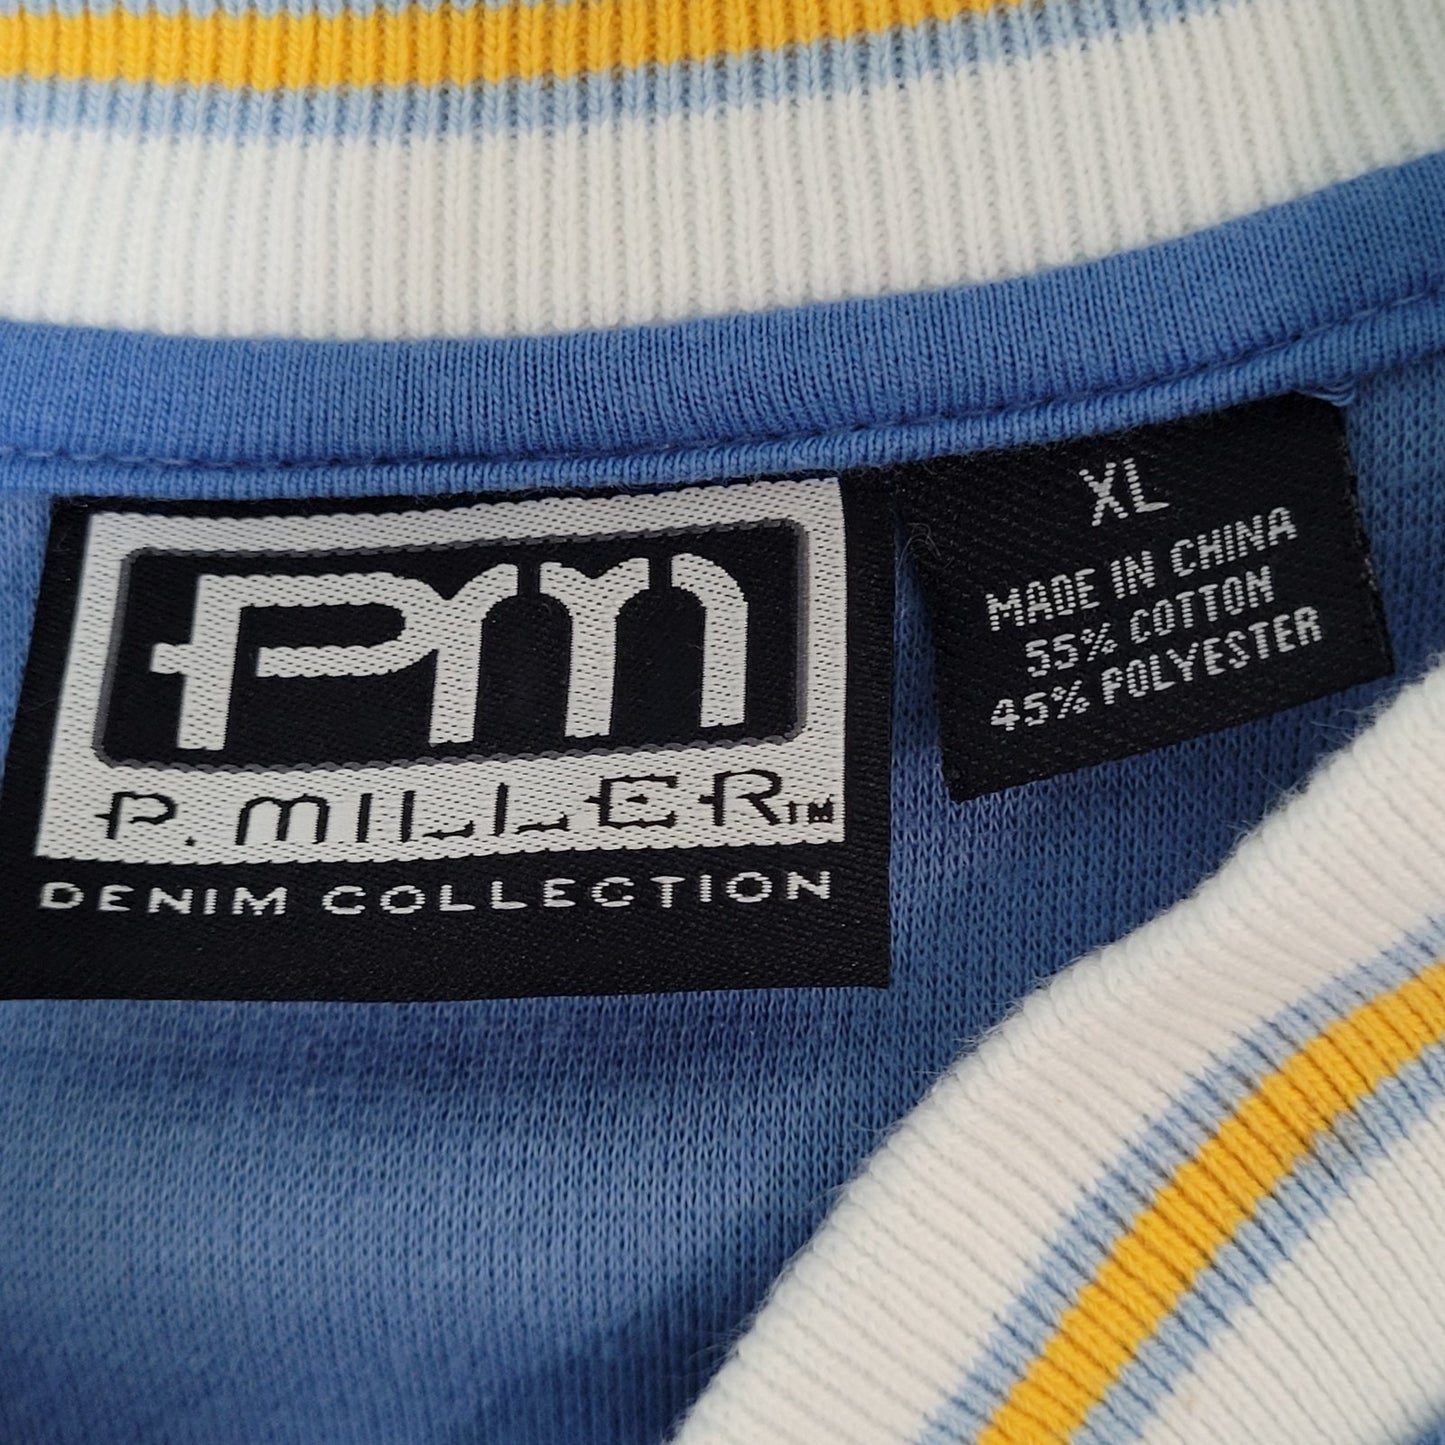 PM
P. MILLER TM
DENIM COLLECTION
XL
MADE IN CHINA
55% COTTON
45% POLYESTER